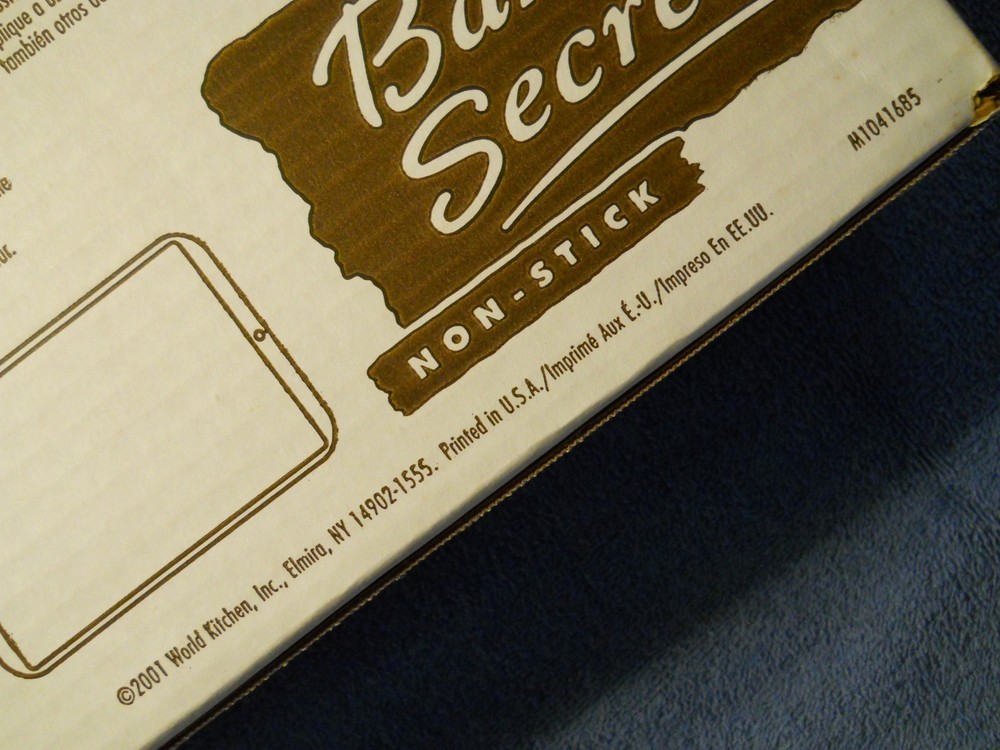 también otros
Secre
NON-STICK
M1041685
©2001 World Kitchen, Inc., Elmira, NY 14902-1555. Printed in U.S.A./Imprimé Aux É.-U./Impreso En EE.UU.